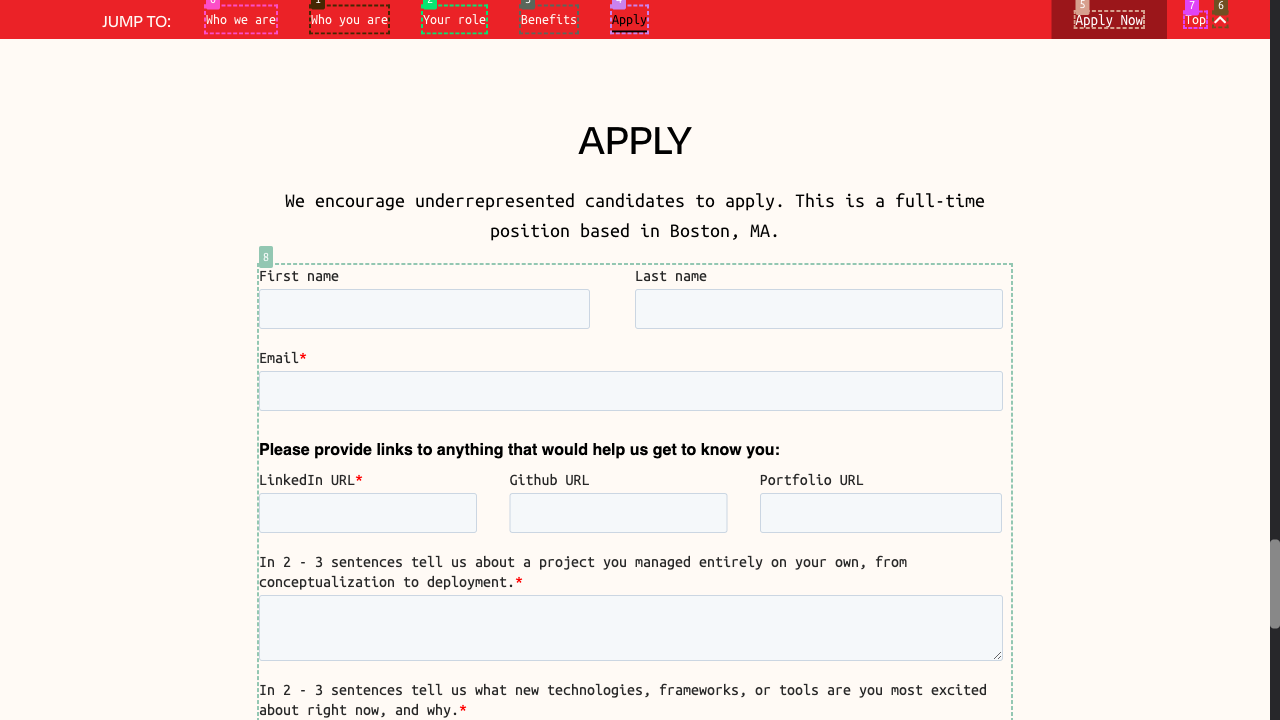 JUMP TO: Who we are Who you are Your role Benefits Apply Apply Now Top
5 7 6
APPLY
We encourage underrepresented candidates to apply. This is a full-time
position based in Boston, MA.
8
First name Last name
Email*
Please provide links to anything that would help us get to know you:
LinkedIn URL* Github URL Portfolio URL
In 2 - 3 sentences tell us about a project you managed entirely on your own, from
conceptualization to deployment.*
In 2 - 3 sentences tell us what new technologies, frameworks, or tools are you most excited
about right now, and why.*